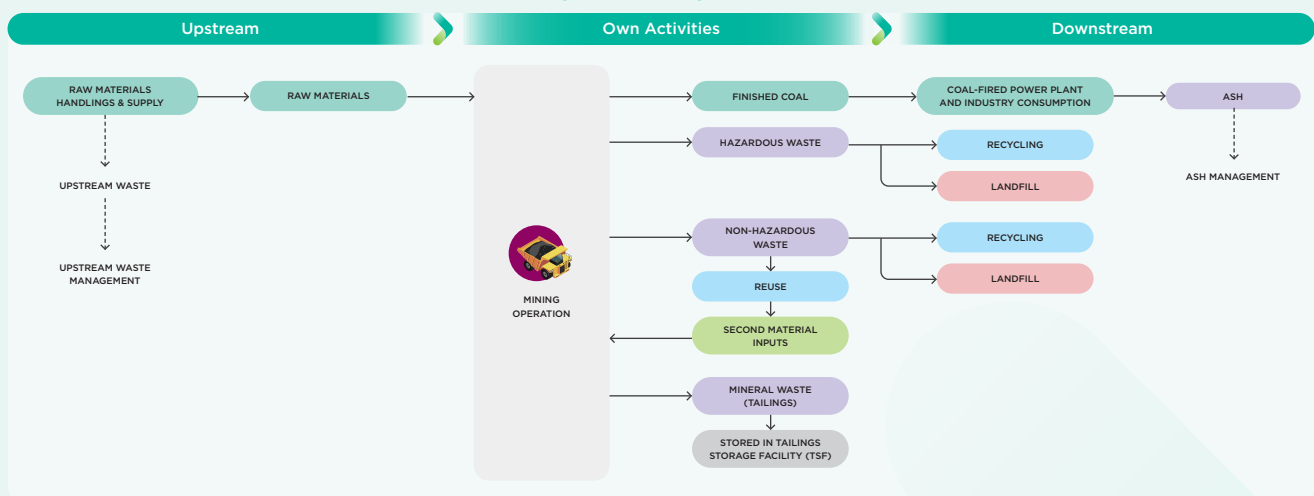 Upstream
Own Activities
Downstream
RAW MATERIALS
HANDLINGS & SUPPLY
RAW MATERIALS
FINISHED COAL
COAL-FIRED POWER PLANT
AND INDUSTRY CONSUMPTION
ASH
HAZARDOUS WASTE
RECYCLING
LANDFILL
UPSTREAM WASTE
ASH MANAGEMENT
NON-HAZARDOUS
WASTE
RECYCLING
LANDFILL
UPSTREAM WASTE
MANAGEMENT
REUSE
MINING
OPERATION
SECOND MATERIAL
INPUTS
MINERAL WASTE
(TAILINGS)
STORED IN TAILINGS
STORAGE FACILITY (TSF)